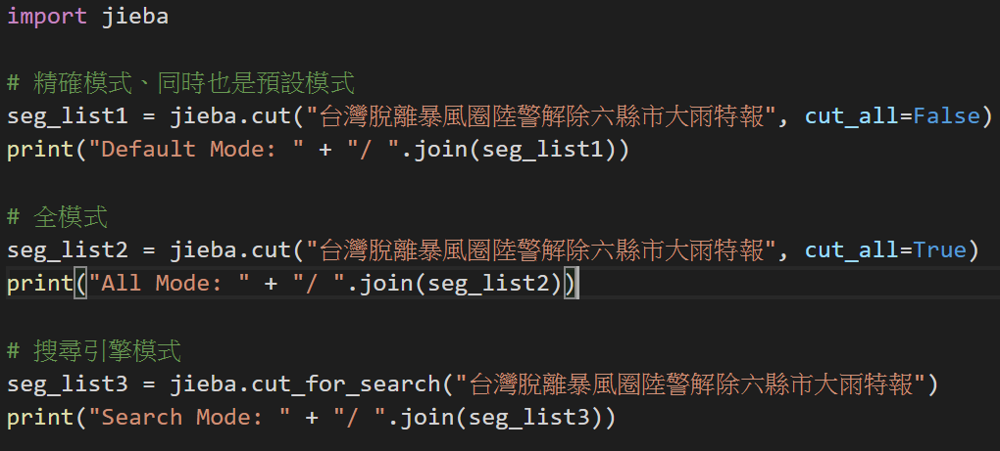 import jieba
# 精確模式、同時也是預設模式
seg_list1 = jieba.cut("台灣脫離暴風圈陸警解除六縣市大雨特報", cut_all=False)
print("Default Mode: " + "/ ".join(seg_list1))
# 全模式
seg_list2 = jieba.cut("台灣脫離暴風圈陸警解除六縣市大雨特報", cut_all=True)
print("All Mode: " + "/ ".join(seg_list2))
# 搜尋引擎模式
seg_list3 = jieba.cut_for_search("台灣脫離暴風圈陸警解除六縣市大雨特報")
print("Search Mode: " + "/ ".join(seg_list3))